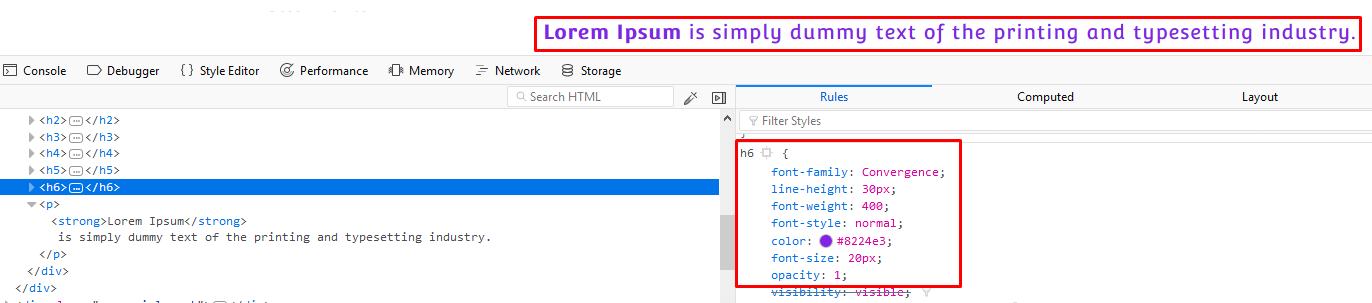 Lorem Ipsum is simply dummy text of the printing and typesetting industry.
Console Debugger { } Style Editor Performance Memory Network Storage
Search HTML
<h2>…</h2>
<h3>…</h3>
<h4>…</h4>
<h5>…</h5>
<h6>…</h6>
<p>
<strong>Lorem Ipsum</strong>
is simply dummy text of the printing and typesetting industry.
</p>
</div>
</div>
Rules Computed Layout
Filter Styles
}
h6 {
font-family: Convergence;
line-height: 30px;
font-weight: 400;
font-style: normal;
color: #8224e3;
font-size: 20px;
opacity: 1;
visibility: visible;